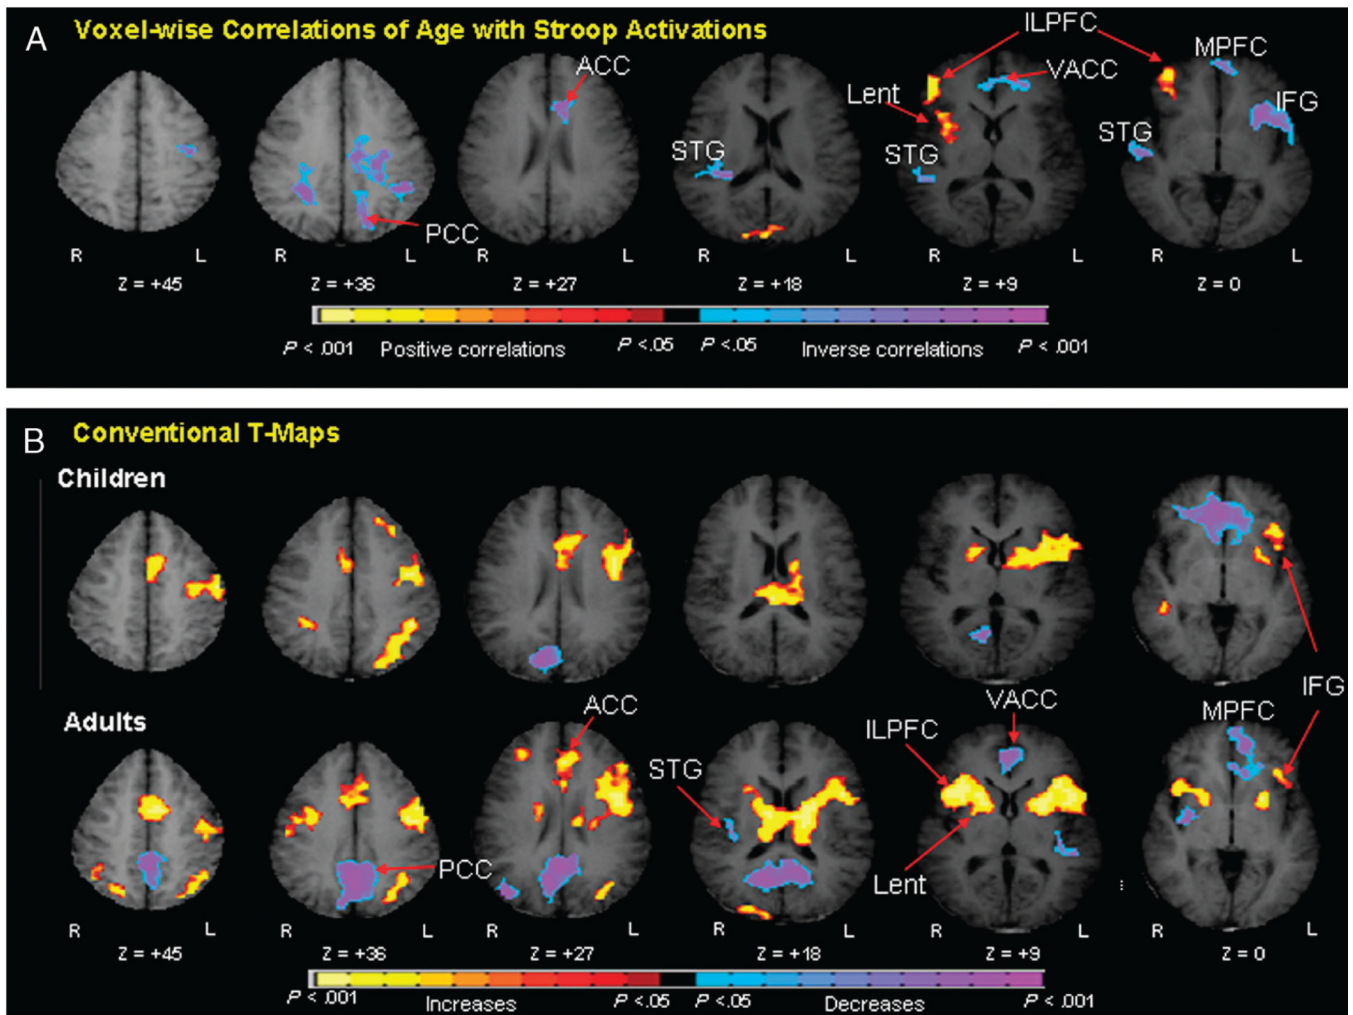 A Voxel-wise Correlations of Age with Stroop Activations
ILPFC
MPFC
ACC
VACC
Lent
IFG
STG
STG
STG
PCC
R L R L R L R L R L R L
Z = +45 Z = +36 Z = +27 Z = +18 Z = +9 Z = 0
P < .001 Positive correlations P <.05 P <.05 Inverse correlations P < .001
B Conventional T-Maps
Children
IFG
Adults
ACC
VACC
MPFC
ILPFC
STG
PCC
Lent
R L R L R L R L R L R L
Z = +45 Z = +36 Z = +27 Z = +18 Z = +9 Z = 0
P < .001 Increases P <.05 P <.05 Decreases P < .001